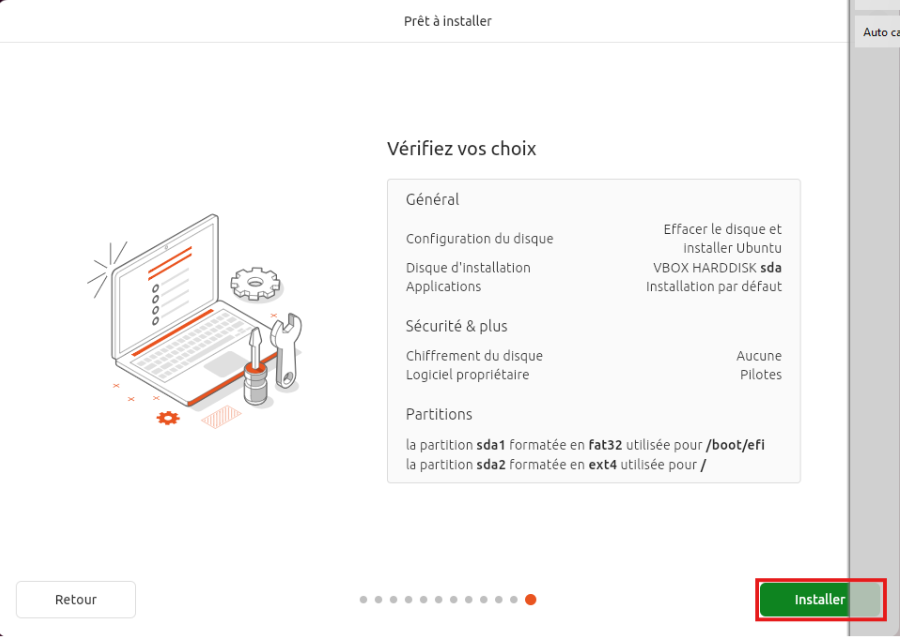 Prêt à installer
Auto ca
Vérifiez vos choix
Général
Configuration du disque
Effacer le disque et
installer Ubuntu
Disque d'installation
VBOX HARDDISK sda
Applications
Installation par défaut
Sécurité & plus
Chiffrement du disque
Aucune
Logiciel propriétaire
Pilotes
Partitions
la partition sda1 formatée en fat32 utilisée pour /boot/efi
la partition sda2 formatée en ext4 utilisée pour /
Retour
Installer